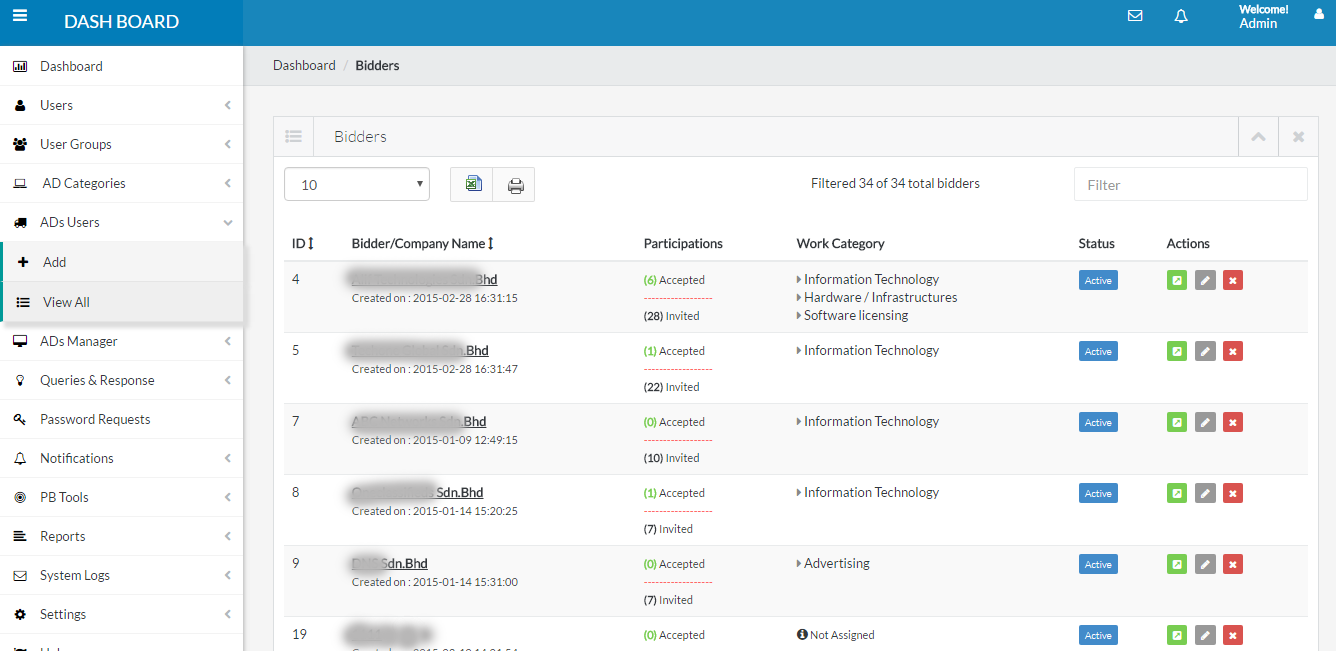 DASH BOARD
Welcome!
Admin
Dashboard
Users
User Groups
AD Categories
ADs Users
Add
View All
ADs Manager
Queries & Response
Password Requests
Notifications
PB Tools
Reports
System Logs
Settings
Dashboard / Bidders
Bidders
10
Filtered 34 of 34 total bidders
Filter
ID Bidder/Company Name Participations Work Category Status Actions
4 Bhd (6) Accepted Information Technology Active
Created on : 2015-02-28 16:31:15 ------------------ Hardware / Infrastructures
(28) Invited Software licensing
5 Sdn.Bhd (1) Accepted Information Technology Active
Created on : 2015-02-28 16:31:47 ------------------
(22) Invited
7 .Bhd (0) Accepted Information Technology Active
Created on : 2015-01-09 12:49:15 ------------------
(10) Invited
8 Sdn.Bhd (1) Accepted Information Technology Active
Created on : 2015-01-14 15:20:25 ------------------
(7) Invited
9 Sdn.Bhd (0) Accepted Advertising Active
Created on : 2015-01-14 15:31:00 ------------------
(7) Invited
19 (0) Accepted Not Assigned Active